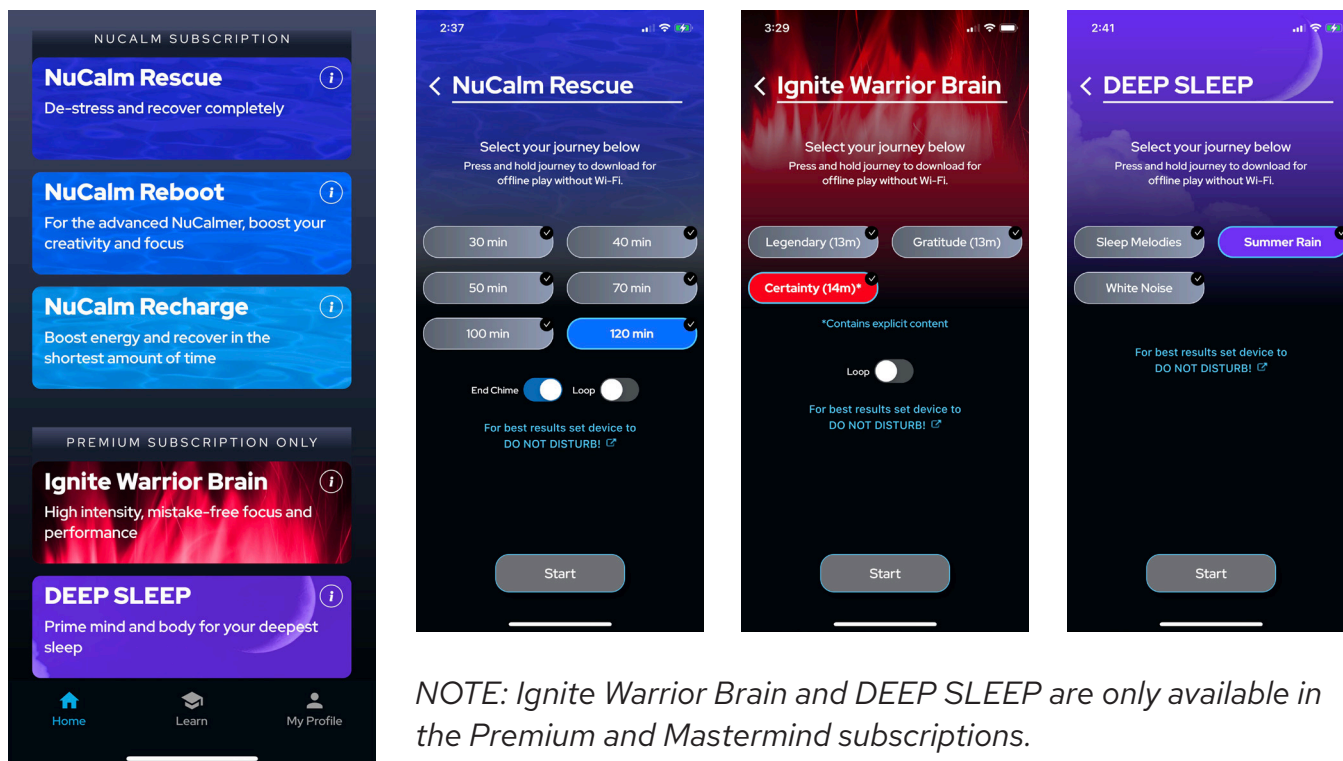 NUCALM SUBSCRIPTION
NuCalm Rescue
De-stress and recover completely
NuCalm Reboot
For the advanced NuCalmer, boost your
creativity and focus
NuCalm Recharge
Boost energy and recover in the
shortest amount of time
PREMIUM SUBSCRIPTION ONLY
Ignite Warrior Brain
High intensity, mistake-free focus and
performance
DEEP SLEEP
Prime mind and body for your deepest
sleep
Home
Learn
My Profile
2:37
NuCalm Rescue
Select your journey below
Press and hold journey to download for
offline play without Wi-Fi.
30 min
40 min
50 min
70 min
100 min
120 min
End Chime
Loop
For best results set device to
DO NOT DISTURB!
Start
3:29
Ignite Warrior Brain
Select your journey below
Press and hold journey to download for
offline play without Wi-Fi.
Legendary (13m)
Gratitude (13m)
Certainty (14m)*
*Contains explicit content
Loop
For best results set device to
DO NOT DISTURB!
Start
2:41
DEEP SLEEP
Select your journey below
Press and hold journey to download for
offline play without Wi-Fi.
Sleep Melodies
Summer Rain
White Noise
For best results set device to
DO NOT DISTURB!
Start
NOTE: Ignite Warrior Brain and DEEP SLEEP are only available in
the Premium and Mastermind subscriptions.